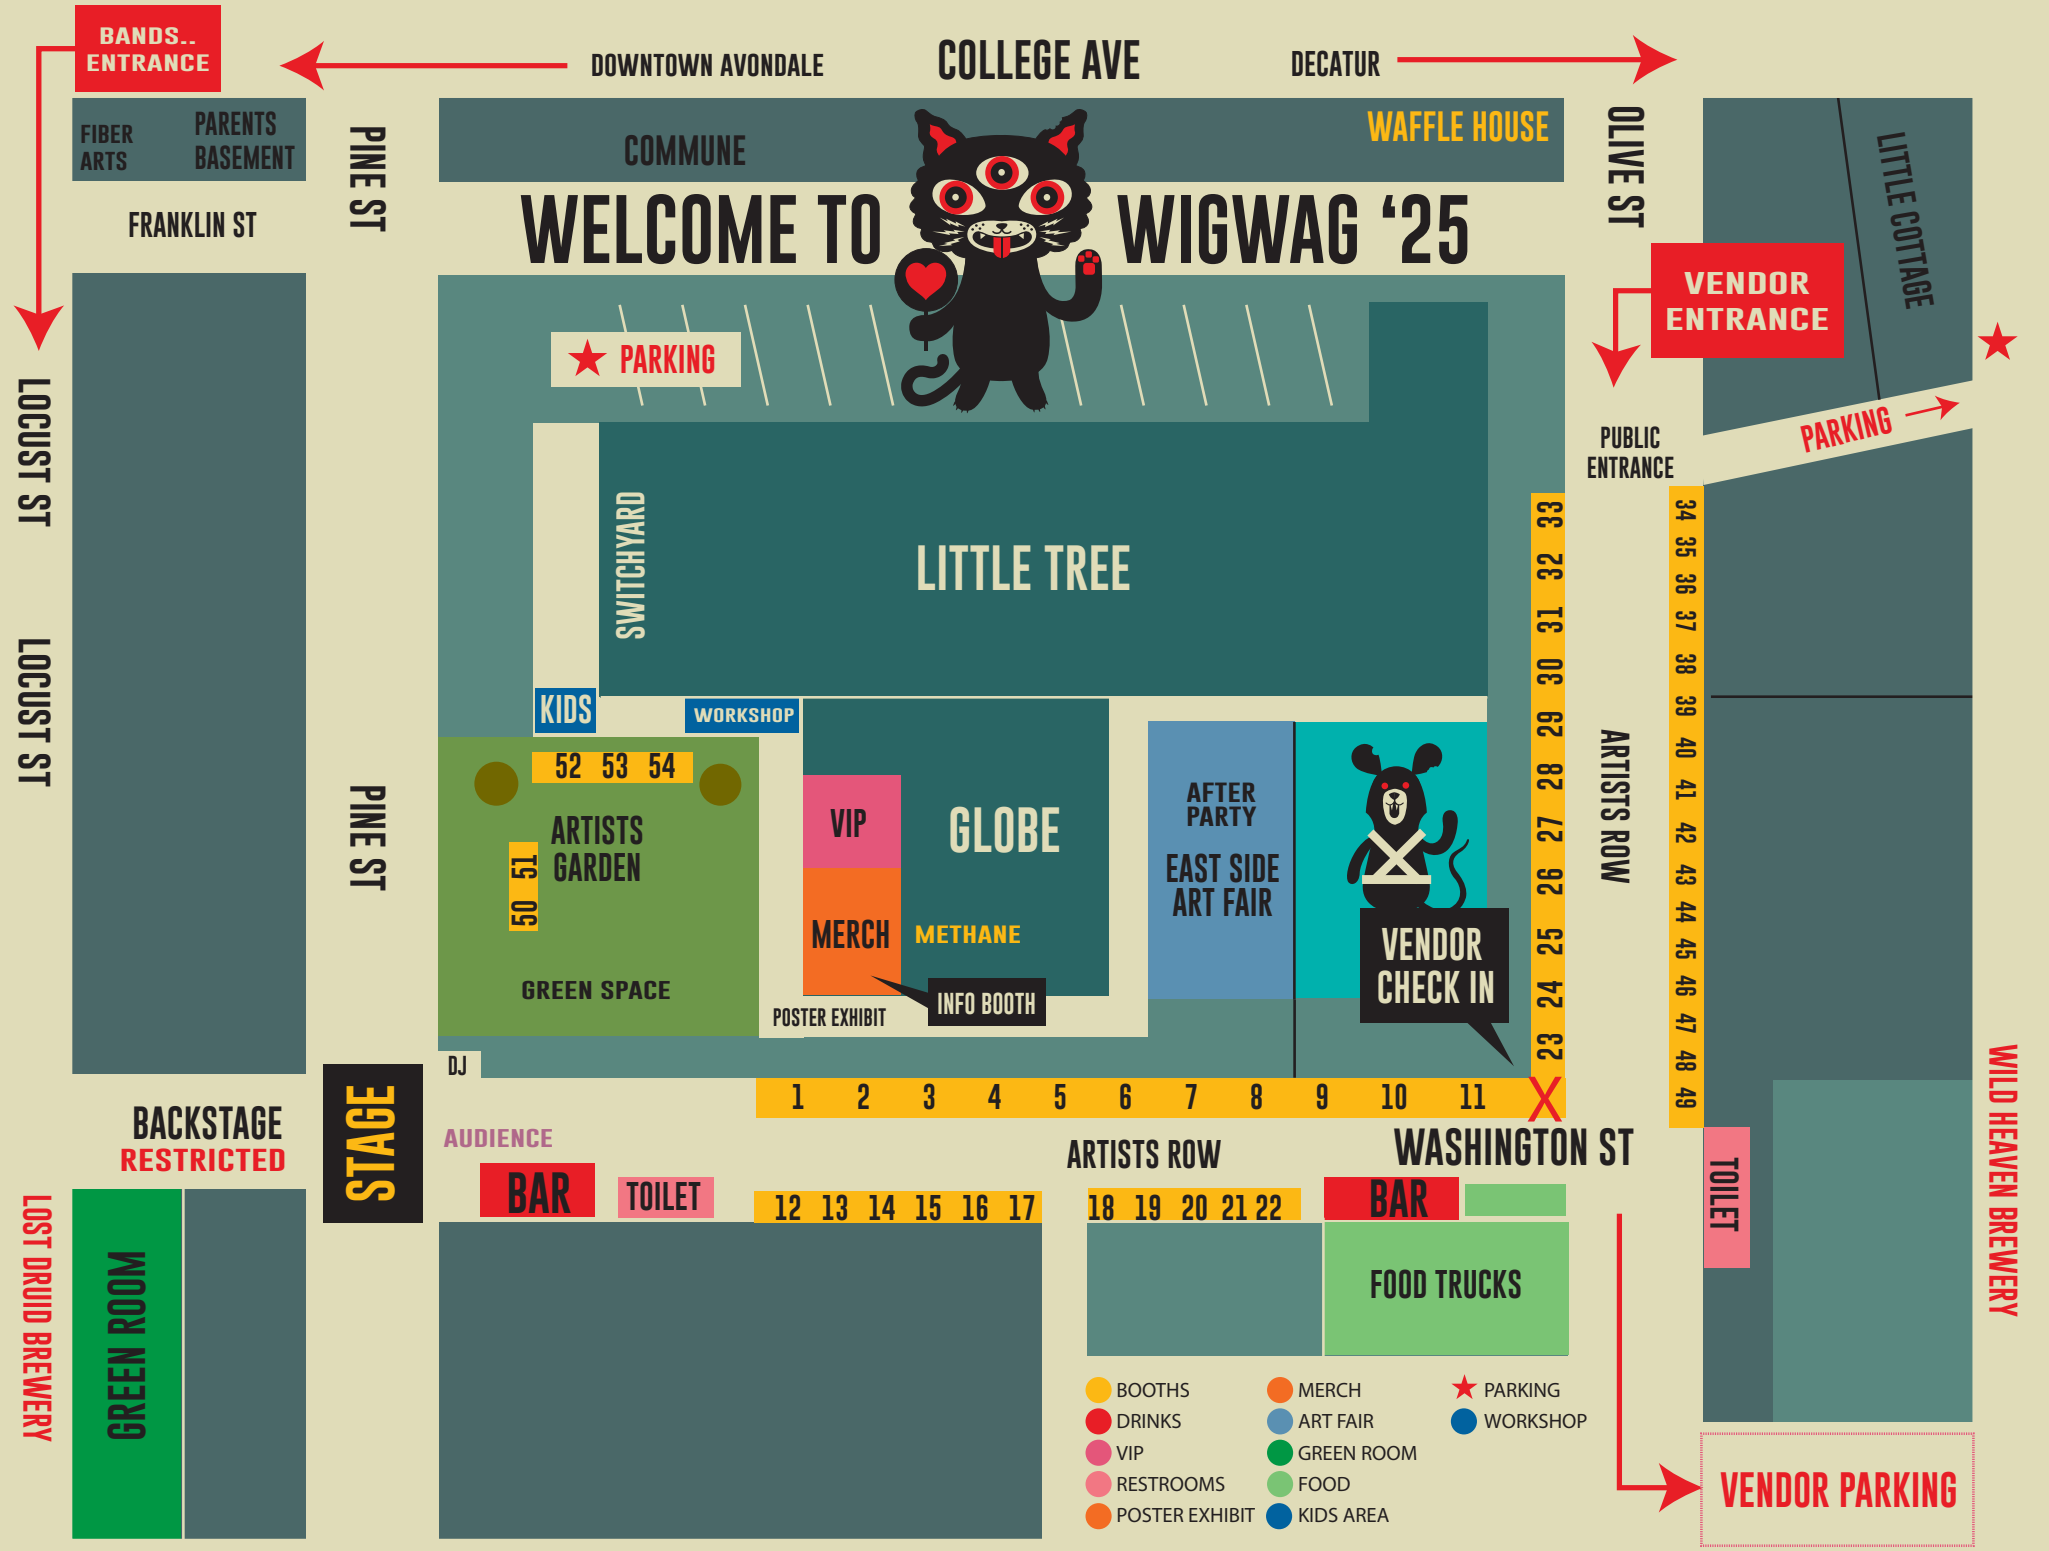 BANDS..
ENTRANCE
DOWNTOWN AVONDALE
COLLEGE AVE
DECATUR
FIBER
ARTS
PARENTS
BASEMENT
PINE ST
COMMUNE
WAFFLE HOUSE
OLIVE ST
LITTLE COTTAGE
FRANKLIN ST
WELCOME TO
WIGWAG ‘25
VENDOR
ENTRANCE
PARKING
PARKING
PUBLIC
ENTRANCE
LOCUST ST
LOCUST ST
SWITCHYARD
LITTLE TREE
33
32
31
30
29
28
27
26
25
24
23
34
35
36
37
38
39
40
41
42
43
44
45
46
47
48
49
KIDS
WORKSHOP
52 53 54
ARTISTS
GARDEN
50 51
GREEN SPACE
PINE ST
VIP
GLOBE
MERCH
METHANE
INFO BOOTH
POSTER EXHIBIT
AFTER
PARTY
EAST SIDE
ART FAIR
VENDOR
CHECK IN
ARTISTS ROW
DJ
1 2 3 4 5 6 7 8 9 10 11 X
STAGE
BACKSTAGE
RESTRICTED
AUDIENCE
ARTISTS ROW
WASHINGTON ST
BAR
TOILET
12 13 14 15 16 17
18 19 20 21 22
BAR
FOOD TRUCKS
TOILET
WILD HEAVEN BREWERY
LOST DRUID BREWERY
GREEN ROOM
BOOTHS
DRINKS
VIP
RESTROOMS
POSTER EXHIBIT
MERCH
ART FAIR
GREEN ROOM
FOOD
KIDS AREA
PARKING
WORKSHOP
VENDOR PARKING